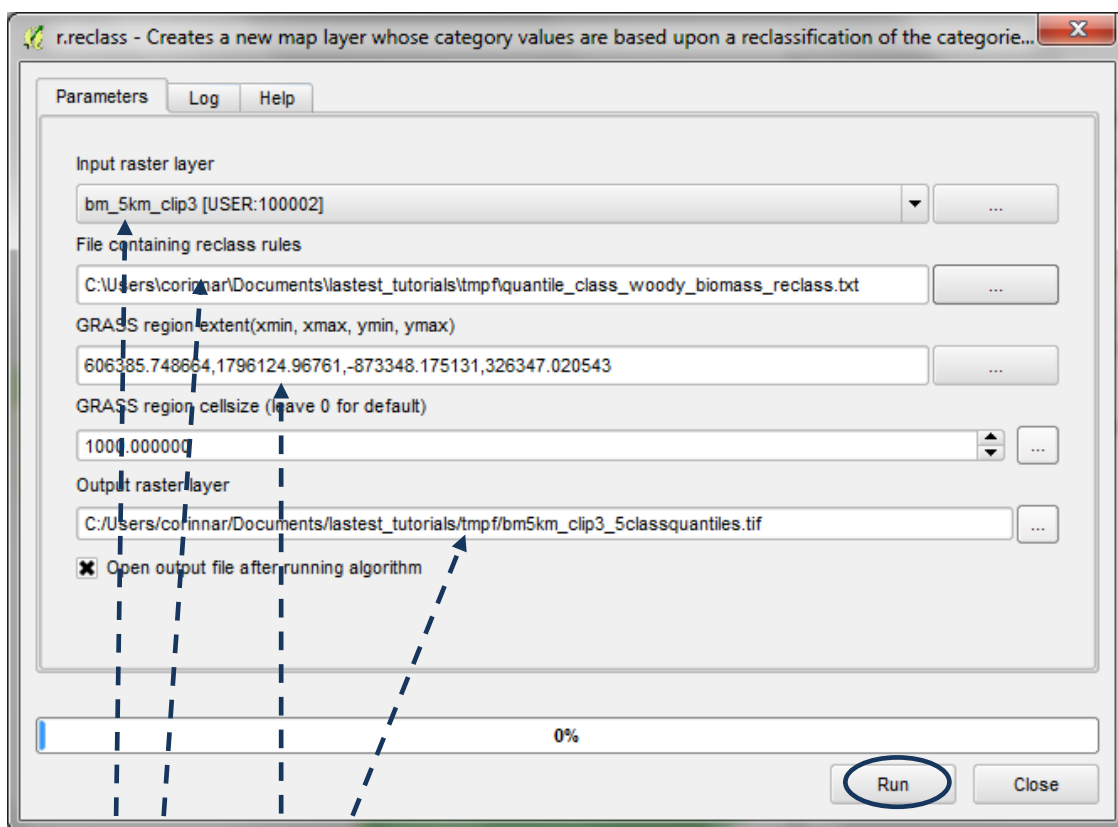 r.reclass - Creates a new map layer whose category values are based upon a reclassification of the categorie...
Parameters Log Help
Input raster layer
bm_5km_clip3 [USER:100002] ...
File containing reclass rules
C:\Users\corinnar\Documents\lastest_tutorials\tmpf\quantile_class_woody_biomass_reclass.txt ...
GRASS region extent(xmin, xmax, ymin, ymax)
606385.748664,1796124.96761,-873348.175131,326347.020543 ...
GRASS region cellsize (leave 0 for default)
1000.000000 ...
Output raster layer
C:/Users/corinnar/Documents/lastest_tutorials/tmpf/bm5km_clip3_5classquantiles.tif ...
Open output file after running algorithm
0%
Run Close